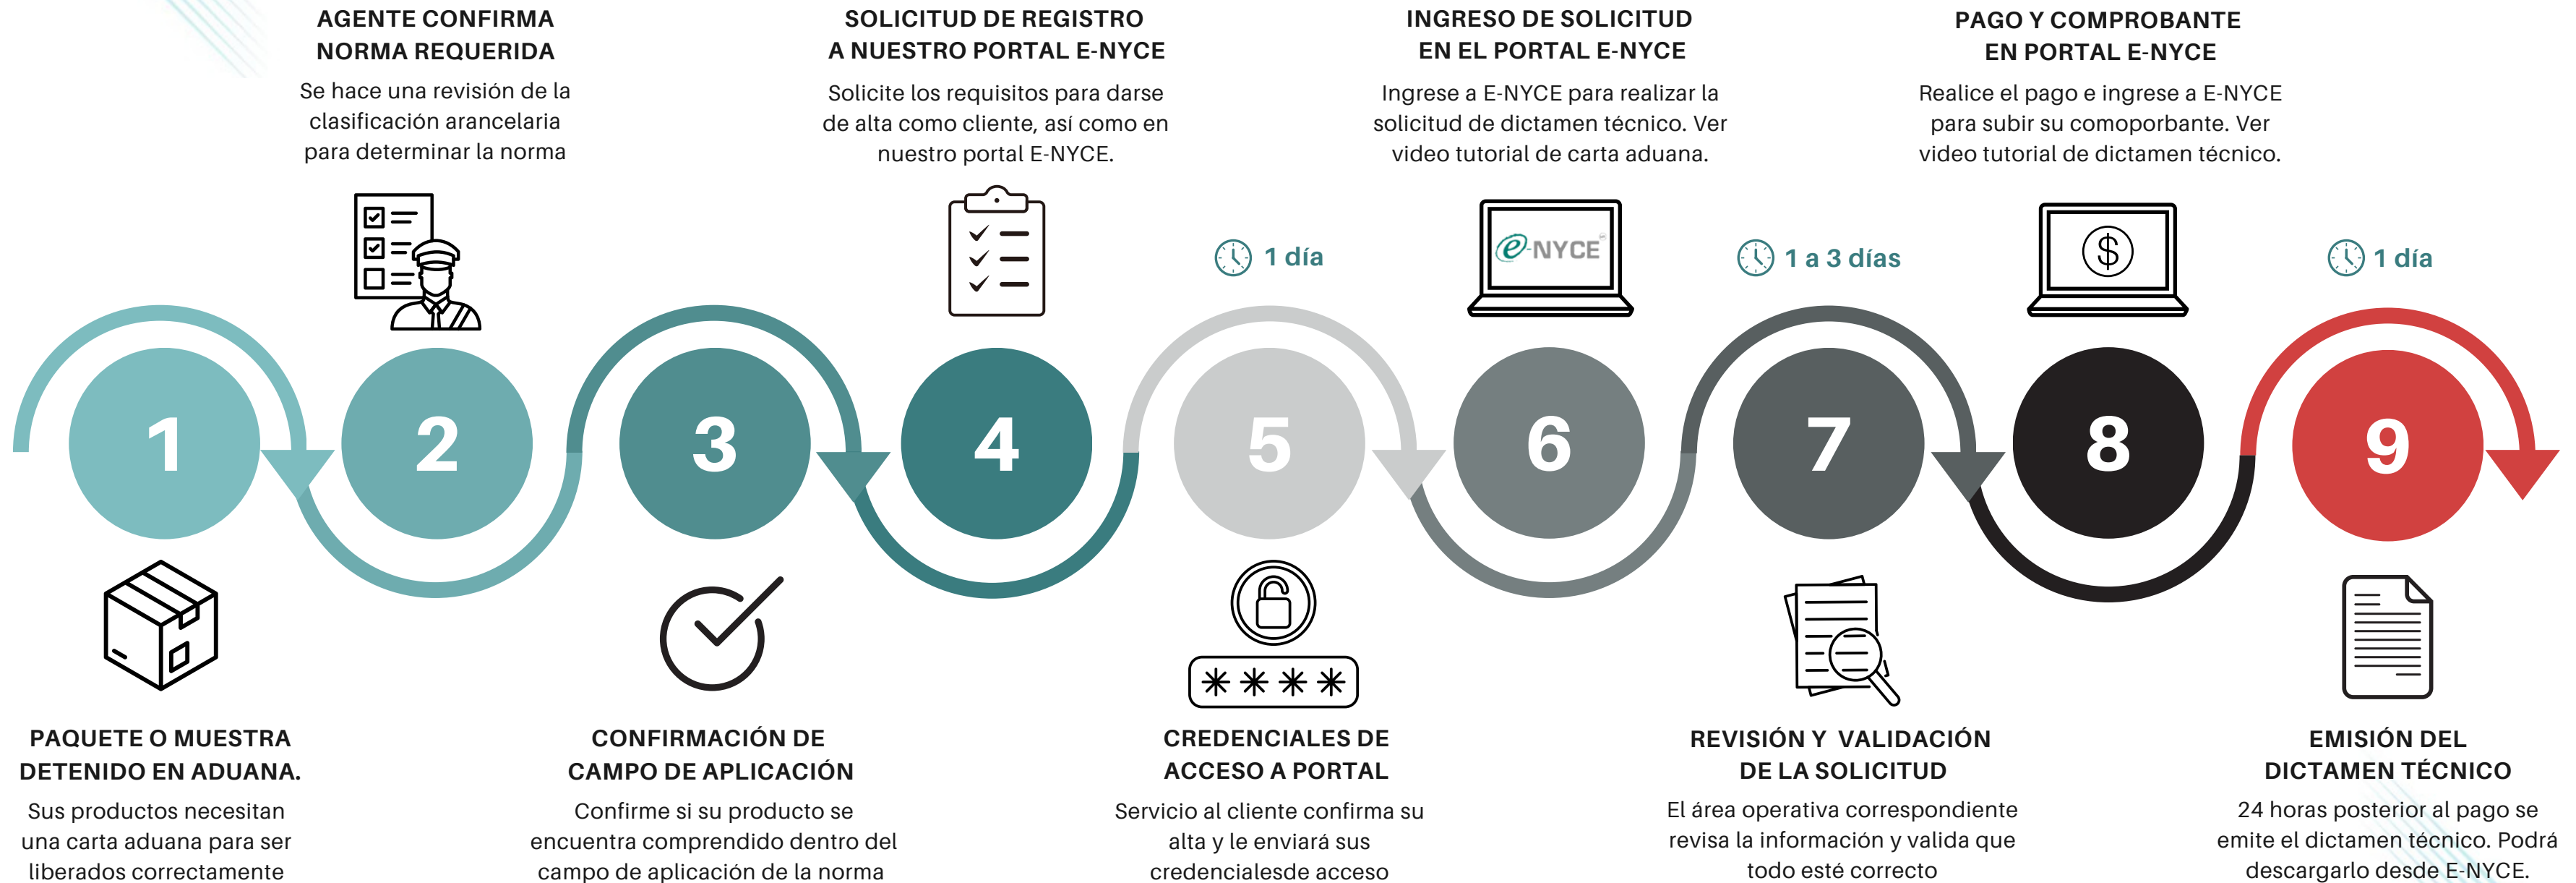 AGENTE CONFIRMA
NORMA REQUERIDA
Se hace una revisión de la
clasificación arancelaria
para determinar la norma
SOLICITUD DE REGISTRO
A NUESTRO PORTAL E-NYCE
Solicite los requisitos para darse
de alta como cliente, así como en
nuestro portal E-NYCE.
INGRESO DE SOLICITUD
EN EL PORTAL E-NYCE
Ingrese a E-NYCE para realizar la
solicitud de dictamen técnico. Ver
video tutorial de carta aduana.
PAGO Y COMPROBANTE
EN PORTAL E-NYCE
Realice el pago e ingrese a E-NYCE
para subir su comoporbante. Ver
video tutorial de dictamen técnico.
1 día
e-NYCE
1 a 3 días
$
1 día
1
2
3
4
5
6
7
8
9
PAQUETE O MUESTRA
DETENIDO EN ADUANA.
Sus productos necesitan
una carta aduana para ser
liberados correctamente
CONFIRMACIÓN DE
CAMPO DE APLICACIÓN
Confirme si su producto se
encuentra comprendido dentro del
campo de aplicación de la norma
CREDENCIALES DE
ACCESO A PORTAL
Servicio al cliente confirma su
alta y le enviará sus
credencialesde acceso
REVISIÓN Y VALIDACIÓN
DE LA SOLICITUD
El área operativa correspondiente
revisa la información y valida que
todo esté correcto
EMISIÓN DEL
DICTAMEN TÉCNICO
24 horas posterior al pago se
emite el dictamen técnico. Podrá
descargarlo desde E-NYCE.